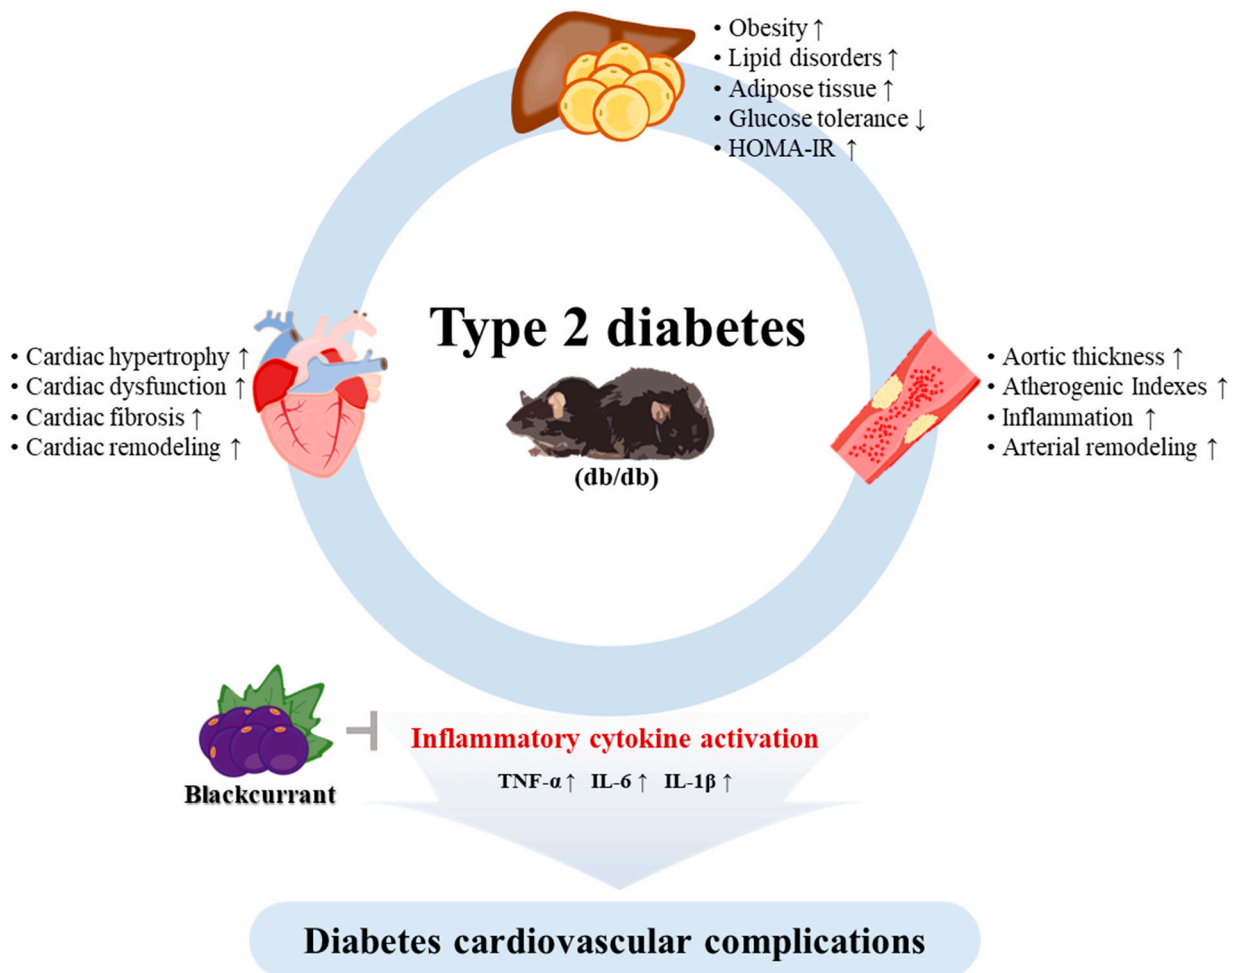 • Obesity ↑
• Lipid disorders ↑
• Adipose tissue ↑
• Glucose tolerance ↓
• HOMA-IR ↑
Type 2 diabetes
(db/db)
• Cardiac hypertrophy ↑
• Cardiac dysfunction ↑
• Cardiac fibrosis ↑
• Cardiac remodeling ↑
• Aortic thickness ↑
• Atherogenic Indexes ↑
• Inflammation ↑
• Arterial remodeling ↑
Blackcurrant
Inflammatory cytokine activation
TNF-α ↑ IL-6 ↑ IL-1β ↑
Diabetes cardiovascular complications